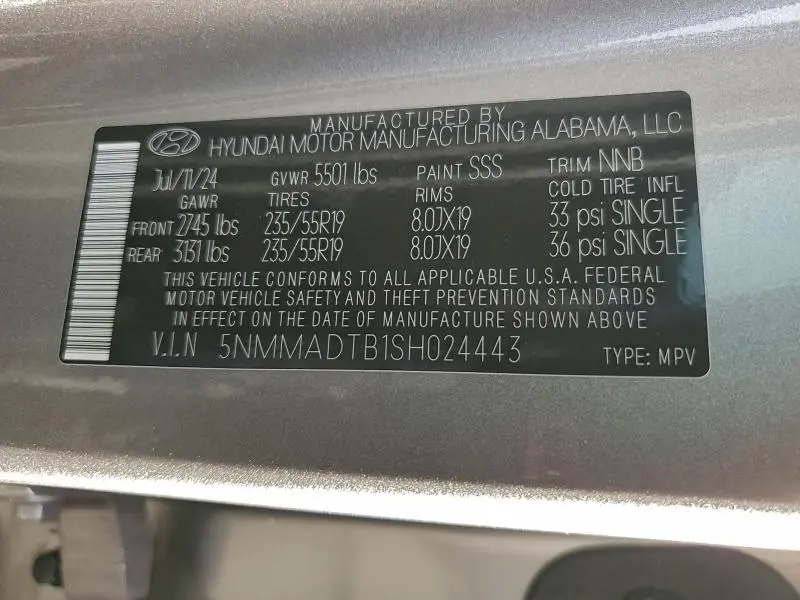 MANUFACTURED BY
HYUNDAI MOTOR MANUFACTURING ALABAMA, LLC
Jul/11/24 GVWR 5501 lbs PAINT SSS TRIM NNB
GAWR TIRES RIMS COLD TIRE INFL
FRONT 2745 lbs 235/55R19 8.0JX19 33 psi SINGLE
REAR 3131 lbs 235/55R19 8.0JX19 36 psi SINGLE
THIS VEHICLE CONFORMS TO ALL APPLICABLE U.S.A. FEDERAL
MOTOR VEHICLE SAFETY AND THEFT PREVENTION STANDARDS
IN EFFECT ON THE DATE OF MANUFACTURE SHOWN ABOVE
V.I.N 5NMMADTB1SH024443 TYPE: MPV